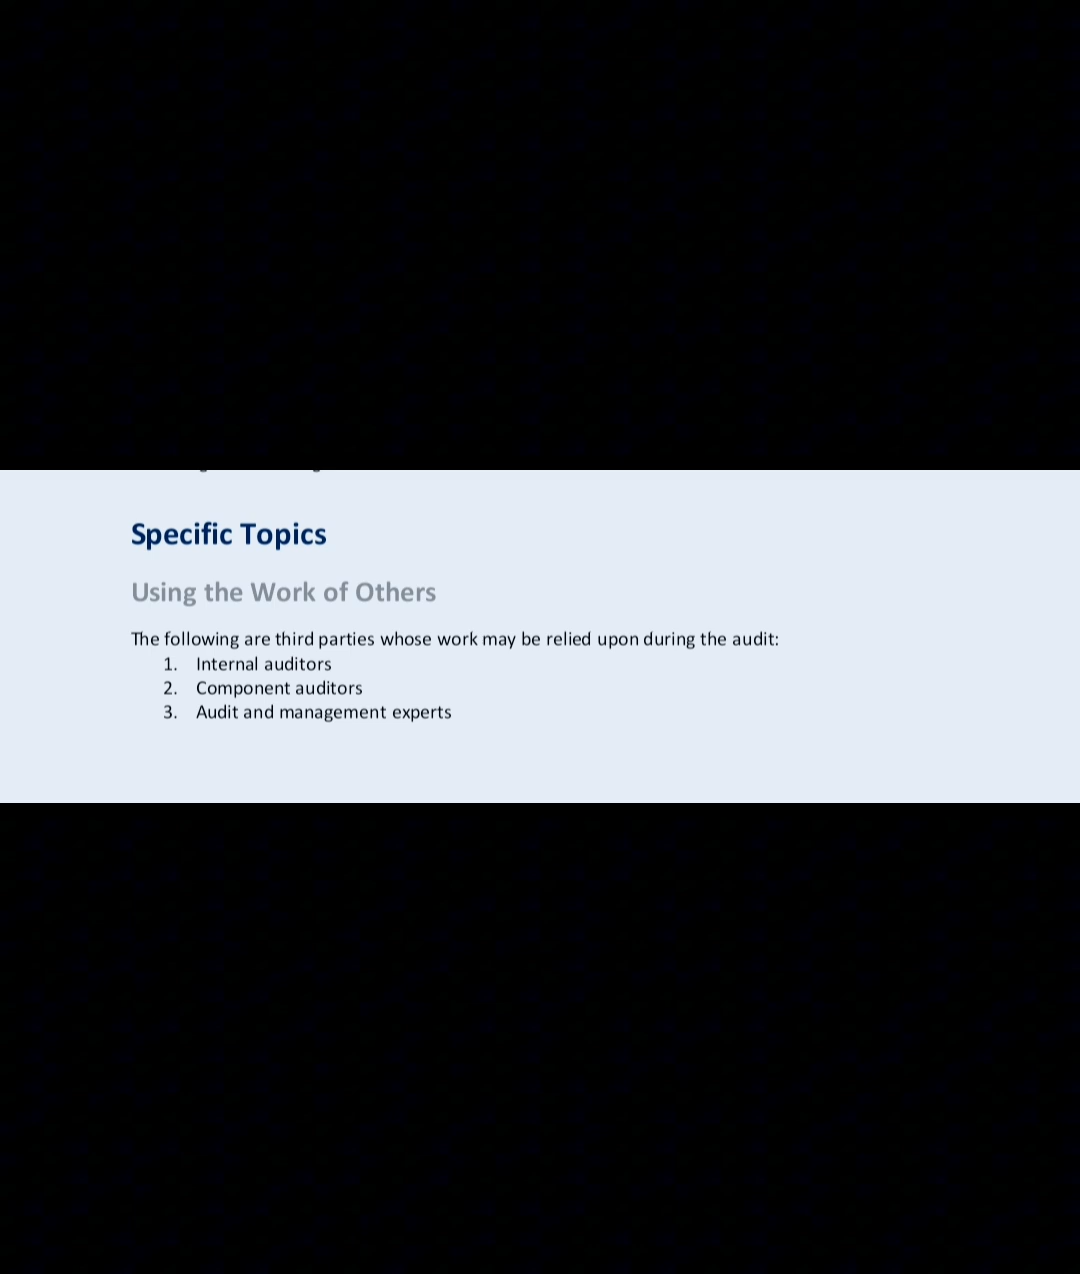 Specific Topics
Using the Work of Others
The following are third parties whose work may be relied upon during the audit:
1. Internal auditors
2. Component auditors
3. Audit and management experts